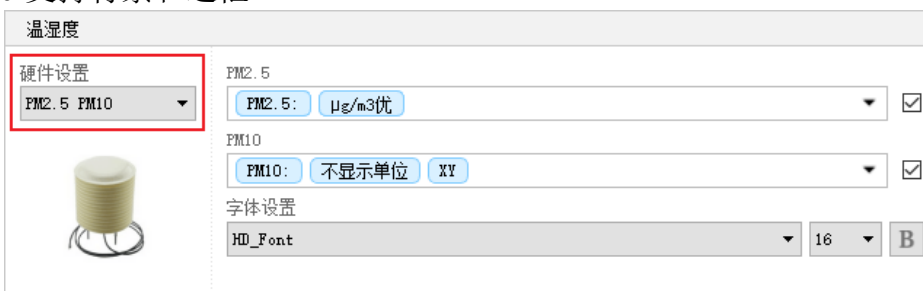 温湿度
硬件设置
PM2.5 PM10
PM2.5
PM2.5: μg/m3优
PM10
PM10: 不显示单位 XY
字体设置
HD_Font 16 B